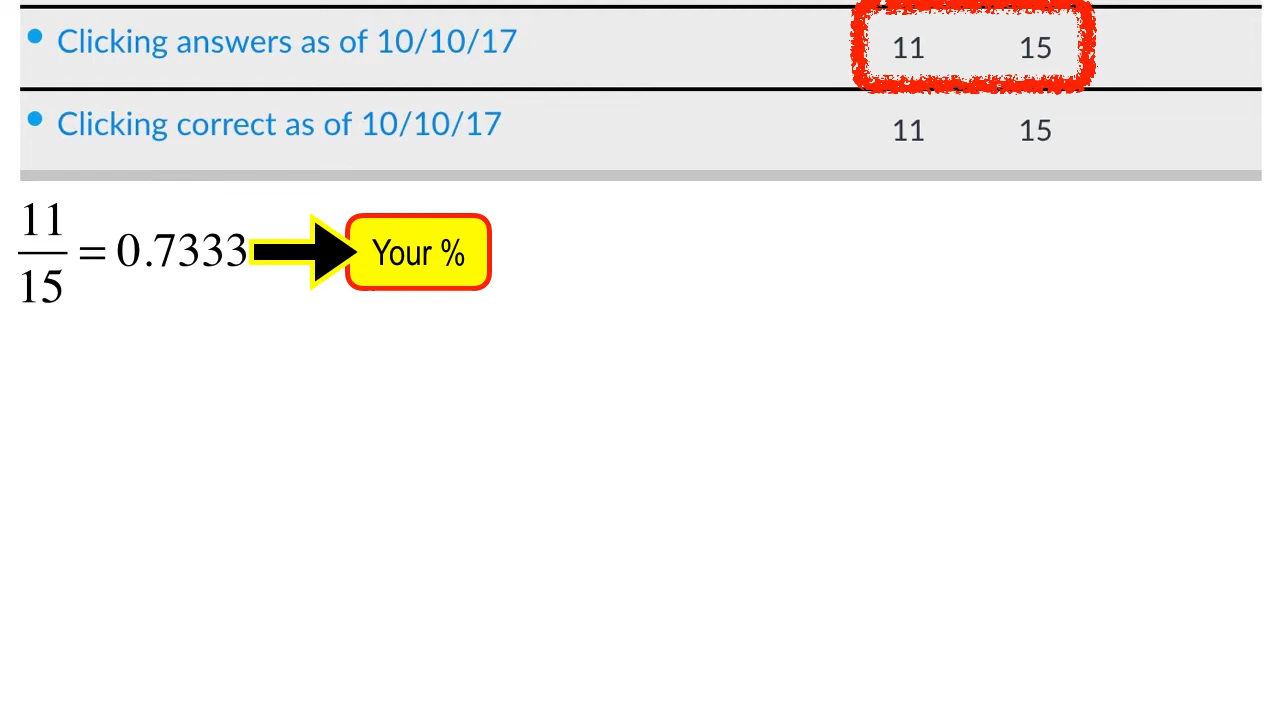 • Clicking answers as of 10/10/17 11 15
• Clicking correct as of 10/10/17 11 15
11/15 = 0.7333 Your %